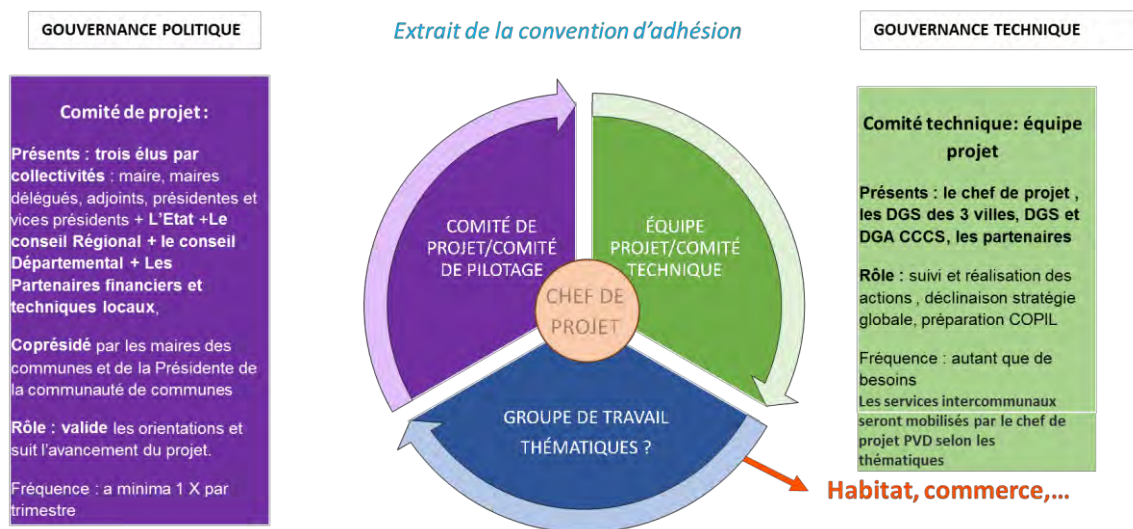 GOUVERNANCE POLITIQUE
Extrait de la convention d'adhésion
GOUVERNANCE TECHNIQUE
Comité de projet :
Présents : trois élus par
collectivités : maire, maires
délégués, adjoints, présidentes et
vices présidents + L'Etat +Le
conseil Régional + le conseil
Départemental + Les
Partenaires financiers et
techniques locaux,
Coprésidé par les maires des
communes et de la Présidente de
la communauté de communes
Rôle : valide les orientations et
suit l'avancement du projet.
Fréquence : a minima 1 X par
trimestre
COMITÉ DE
PROJET/COMITÉ
DE PILOTAGE
ÉQUIPE
PROJET/COMITÉ
TECHNIQUE
CHEF DE
PROJET
GROUPE DE TRAVAIL
THÉMATIQUES ?
Habitat, commerce,...
Comité technique: équipe
projet
Présents : le chef de projet ,
les DGS des 3 villes, DGS et
DGA CCCS, les partenaires
Rôle : suivi et réalisation des
actions , déclinaison stratégie
globale, préparation COPIL
Fréquence : autant que de
besoins
Les services intercommunaux
seront mobilisés par le chef de
projet PVD selon les
thématiques